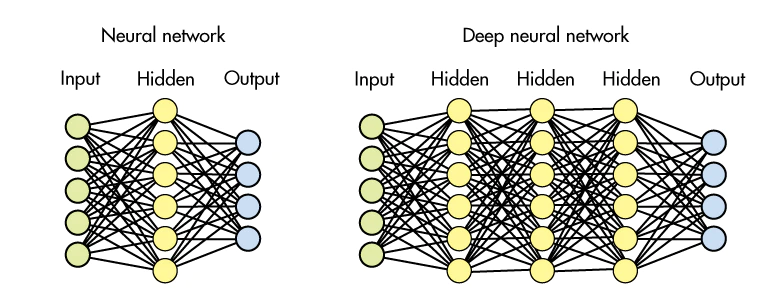 Neural network
Input Hidden Output
Deep neural network
Input Hidden Hidden Hidden Output